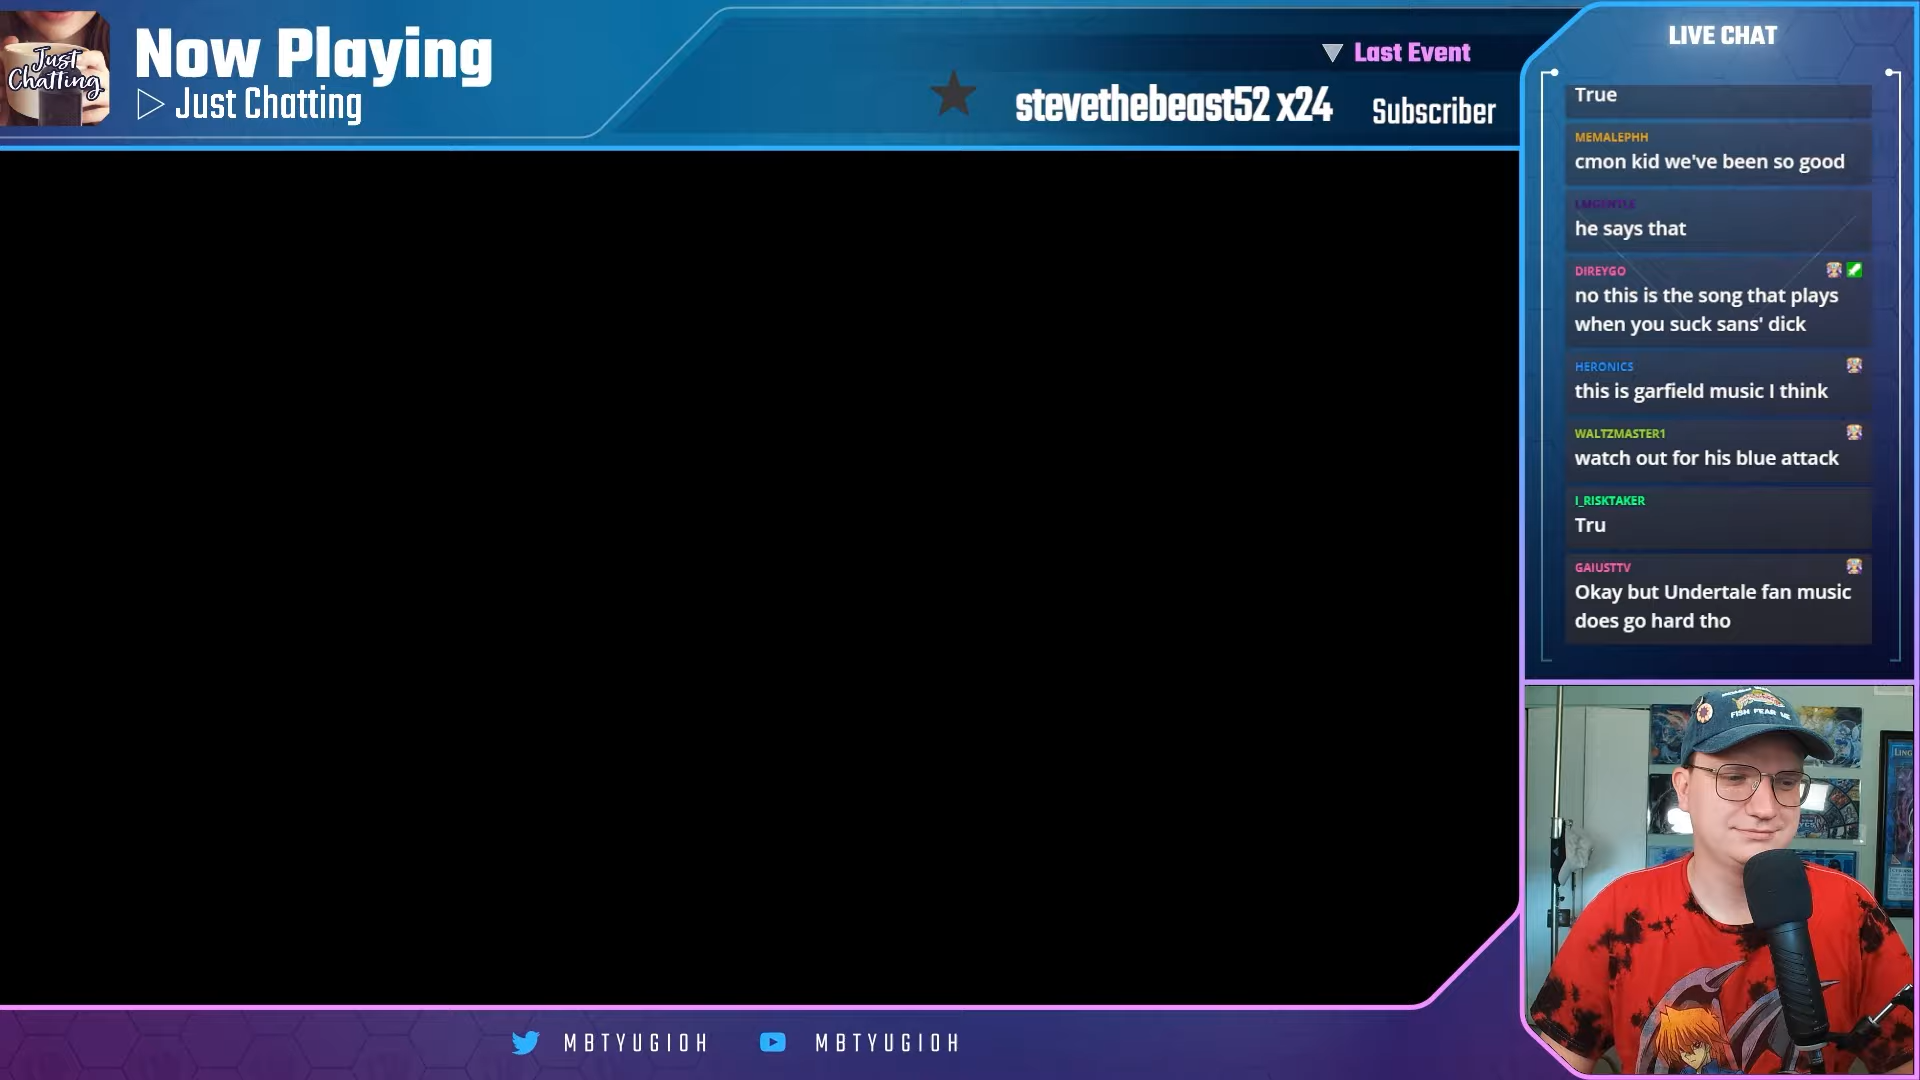 Just
Chatting
Now Playing
Just Chatting
Last Event
stevethebeast52 x24
Subscriber
LIVE CHAT
True
MEMALEPHH
cmon kid we've been so good
LMGENTLE
he says that
DIREYGO
no this is the song that plays
when you suck sans' dick
HERONICS
this is garfield music I think
WALTZMASTER1
watch out for his blue attack
I_RISKTAKER
Tru
GAIUSTTV
Okay but Undertale fan music
does go hard tho
FISH FEAR ME
LING
MBTYUGIOH
MBTYUGIOH